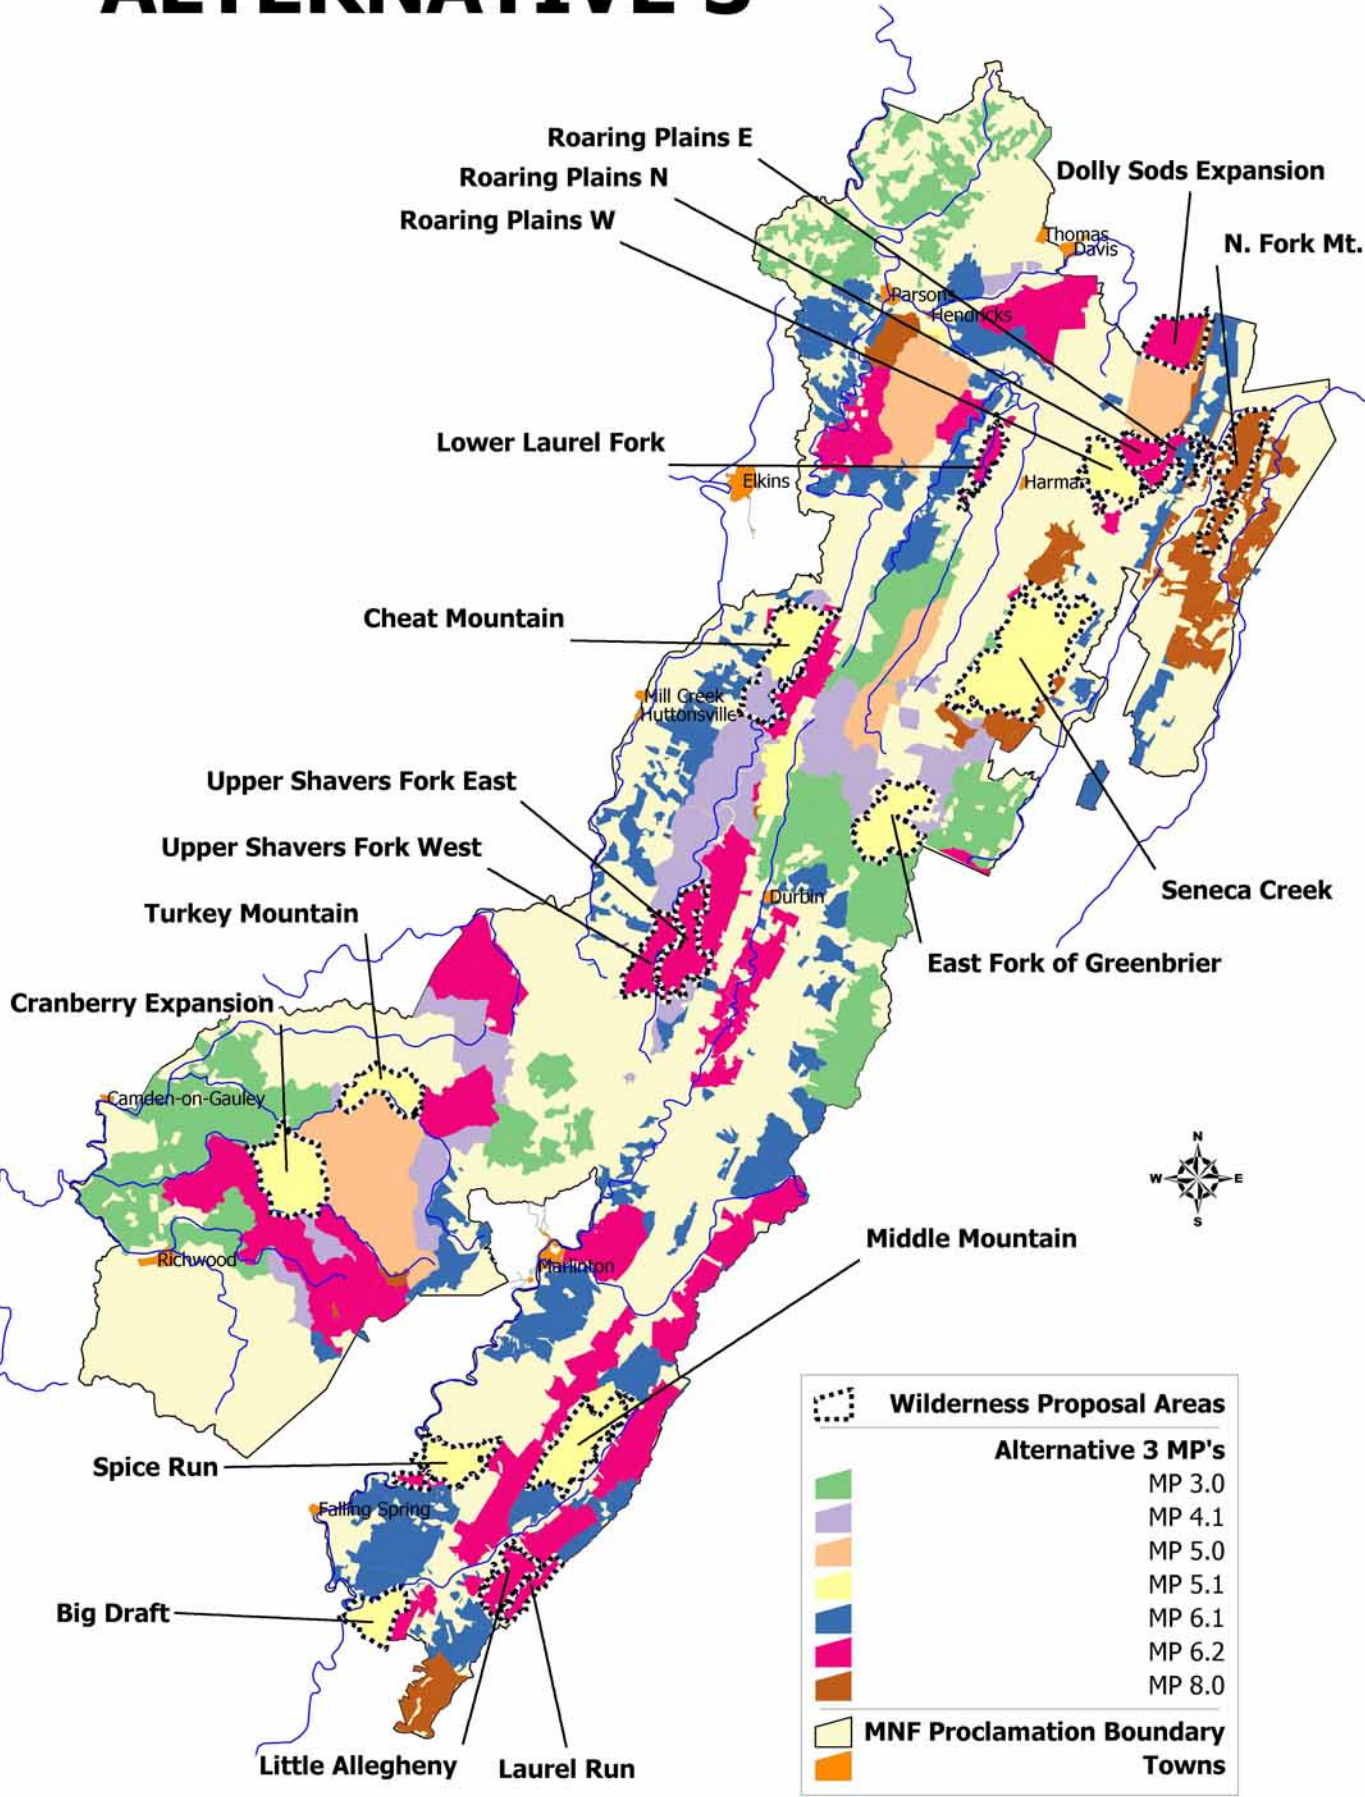 ALTERNATIVE 3
Roaring Plains E
Dolly Sods Expansion
Roaring Plains N
Roaring Plains W
Thomas
N. Fork Mt.
Davis
Parsons
Hendricks
Lower Laurel Fork
Elkins
Harma
Cheat Mountain
Mill Creek
Huttonsville
Upper Shavers Fork East
Upper Shavers Fork West
Seneca Creek
Durbin
Turkey Mountain
East Fork of Greenbrier
Cranberry Expansion
Camden-on-Gauley
N
W
E
S
Middle Mountain
Richwood
Marlinton
Wilderness Proposal Areas
Alternative 3 MP's
Spice Run
MP 3.0
Falling Spring
MP 4.1
MP 5.0
MP 5.1
Big Draft
MP 6.1
MP 6.2
MP 8.0
MNF Proclamation Boundary
Little Allegheny
Laurel Run
Towns